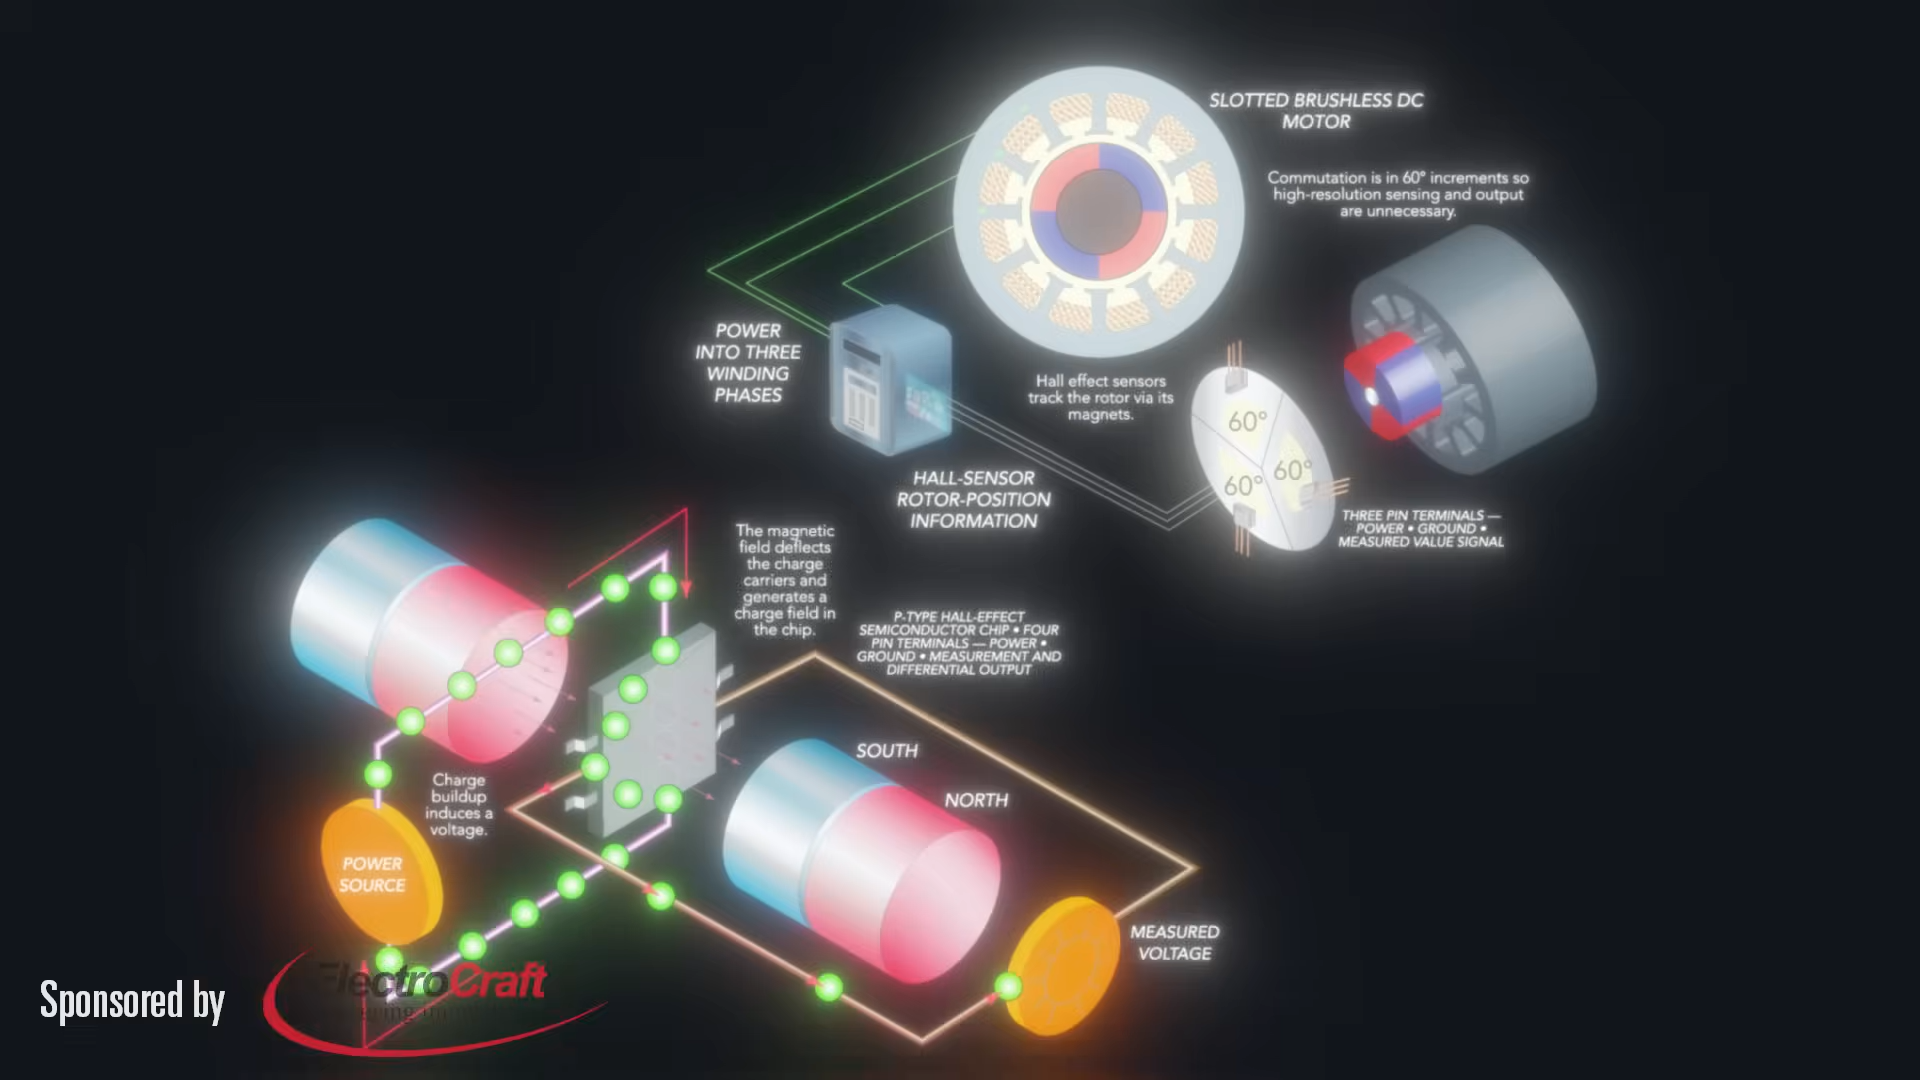 SLOTTED BRUSHLESS DC
MOTOR
Commutation is in 60° increments so
high-resolution sensing and output
are unnecessary.
POWER
INTO THREE
WINDING
PHASES
Hall effect sensors
track the rotor via its
magnets.
60°
60°
60°
HALL-SENSOR
ROTOR-POSITION
INFORMATION
THREE PIN TERMINALS —
POWER • GROUND •
MEASURED VALUE SIGNAL
The magnetic
field deflects
the charge
carriers and
generates a
charge field in
the chip.
P-TYPE HALL-EFFECT
SEMICONDUCTOR CHIP • FOUR
PIN TERMINALS — POWER •
GROUND • MEASUREMENT AND
DIFFERENTIAL OUTPUT
SOUTH
NORTH
Charge
buildup
induces a
voltage.
POWER
SOURCE
MEASURED
VOLTAGE
Sponsored by
ElectroCraft